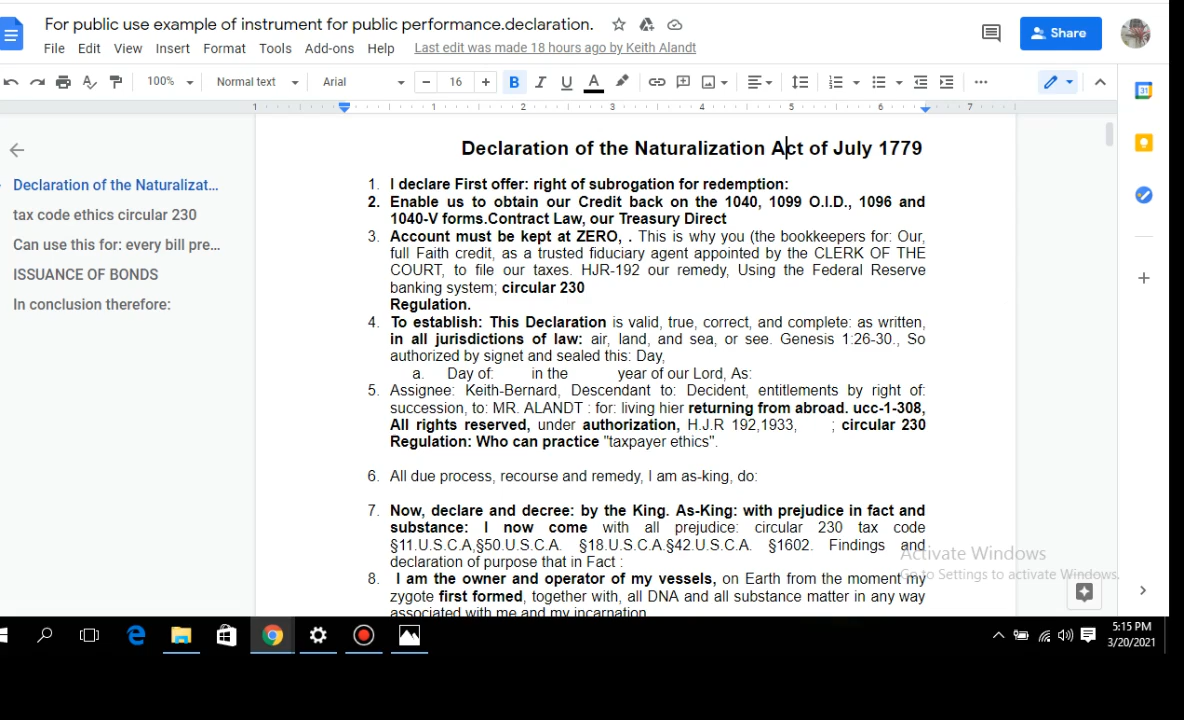 For public use example of instrument for public performance.declaration.
File Edit View Insert Format Tools Add-ons Help Last edit was made 18 hours ago by Keith Alandt
Share
100% Normal text Arial − 16 + B I U A
1 1 2 3 4 5 6 7
31
Declaration of the Naturalizat...
tax code ethics circular 230
Can use this for: every bill pre...
ISSUANCE OF BONDS
In conclusion therefore:
Declaration of the Naturalization Act of July 1779
1. I declare First offer: right of subrogation for redemption:
2. Enable us to obtain our Credit back on the 1040, 1099 O.I.D., 1096 and
1040-V forms.Contract Law, our Treasury Direct
3. Account must be kept at ZERO, . This is why you (the bookkeepers for: Our,
full Faith credit, as a trusted fiduciary agent appointed by the CLERK OF THE
COURT, to file our taxes. HJR-192 our remedy, Using the Federal Reserve
banking system; circular 230
Regulation.
4. To establish: This Declaration is valid, true, correct, and complete: as written,
in all jurisdictions of law: air, land, and sea, or see. Genesis 1:26-30., So
authorized by signet and sealed this: Day,
a. Day of: in the year of our Lord, As:
5. Assignee: Keith-Bernard, Descendant to: Decident, entitlements by right of:
succession, to: MR. ALANDT : for: living hier returning from abroad. ucc-1-308,
All rights reserved, under authorization, H.J.R 192,1933, ; circular 230
Regulation: Who can practice "taxpayer ethics".
6. All due process, recourse and remedy, I am as-king, do:
7. Now, declare and decree: by the King. As-King: with prejudice in fact and
substance: I now come with all prejudice: circular 230 tax code
§11.U.S.C.A,§50.U.S.C.A. §18.U.S.C.A.§42.U.S.C.A. §1602. Findings and
declaration of purpose that in Fact :
8. I am the owner and operator of my vessels, on Earth from the moment my
zygote first formed, together with, all DNA and all substance matter in any way
associated with me and my incarnation
Activate Windows
Go to Settings to activate Windows.
5:15 PM
3/20/2021